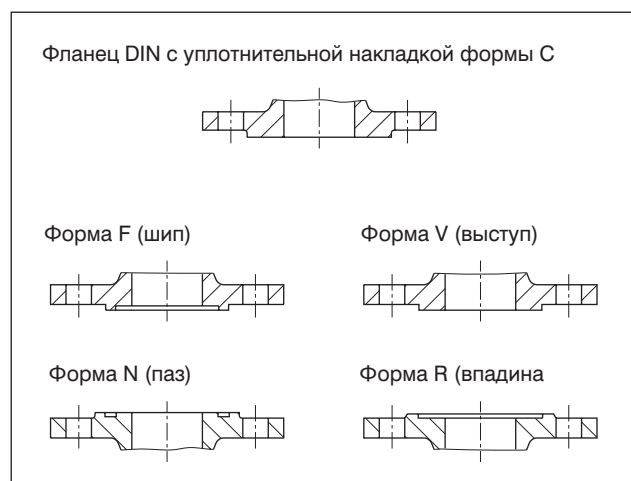 Фланец DIN с уплотнительной накладкой формы C
Форма F (шип)
Форма V (выступ)
Форма N (паз)
Форма R (впадина